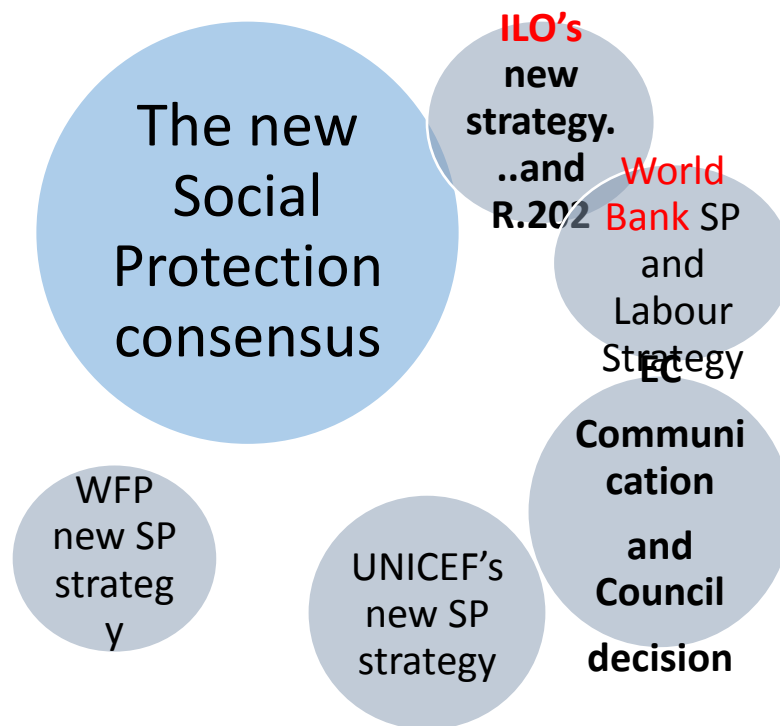 The new
Social
Protection
consensus
ILO’s
new
strategy.
..and
R.202
World
Bank SP
and
Labour
Strategy
EC
Communi
cation
and
Council
decision
UNICEF’s
new SP
strategy
WFP
new SP
strateg
y